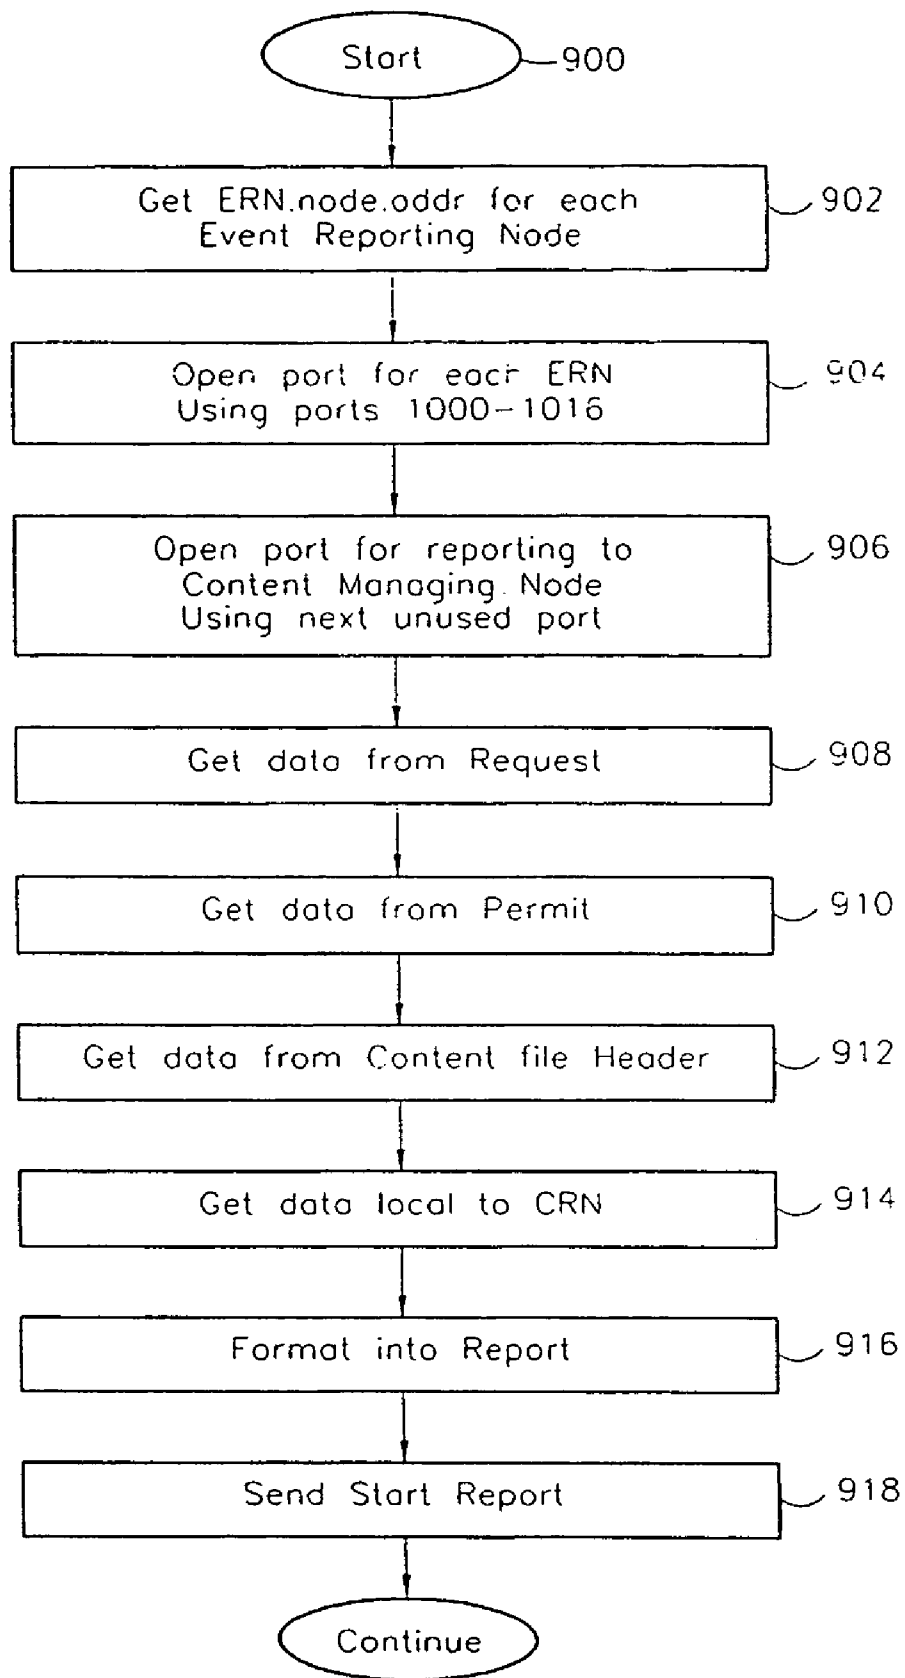 Start
900
Get ERN.node.addr for each
Event Reporting Node
902
Open port for each ERN
Using ports 1000-1016
904
Open port for reporting to
Content Managing Node
Using next unused port
906
Get data from Request
908
Get data from Permit
910
Get data from Content file Header
912
Get data local to CRN
914
Format into Report
916
Send Start Report
918
Continue